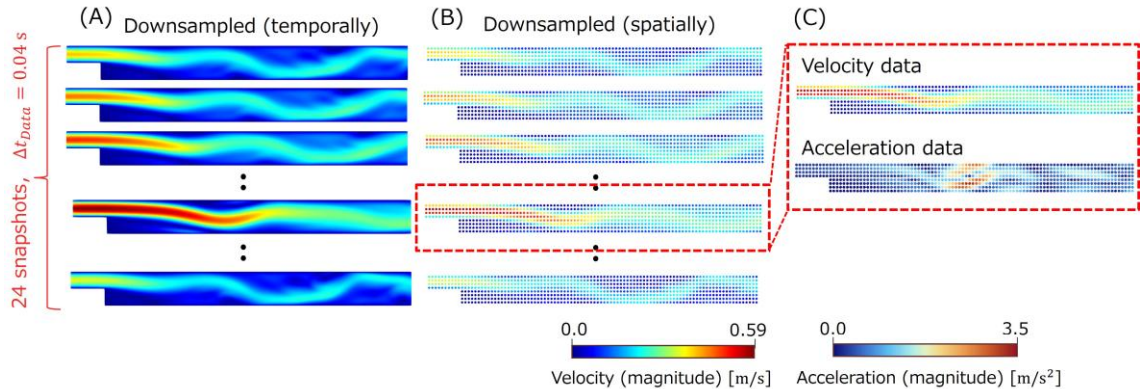 (A)
Downsampled (temporally)
24 snapshots, Δt_Data = 0.04 s
(B)
Downsampled (spatially)
(C)
Velocity data
Acceleration data
0.0 0.59
Velocity (magnitude) [m/s]
0.0 3.5
Acceleration (magnitude) [m/s²]